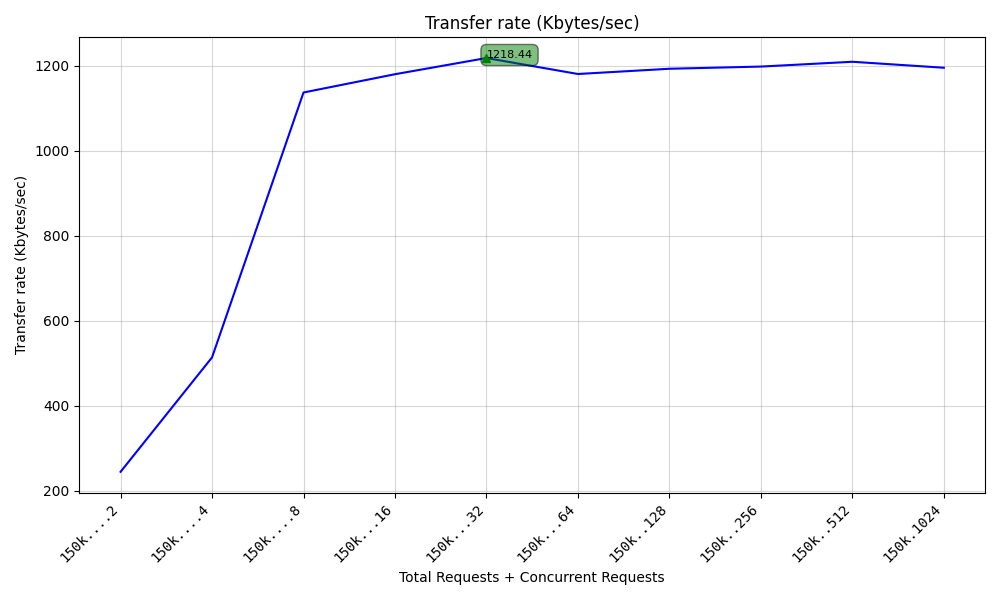 Transfer rate (Kbytes/sec)
1218.44
Transfer rate (Kbytes/sec)
1200
1000
800
600
400
200
150k....2
150k....4
150k....8
150k...16
150k...32
150k...64
150k..128
150k..256
150k..512
150k.1024
Total Requests + Concurrent Requests